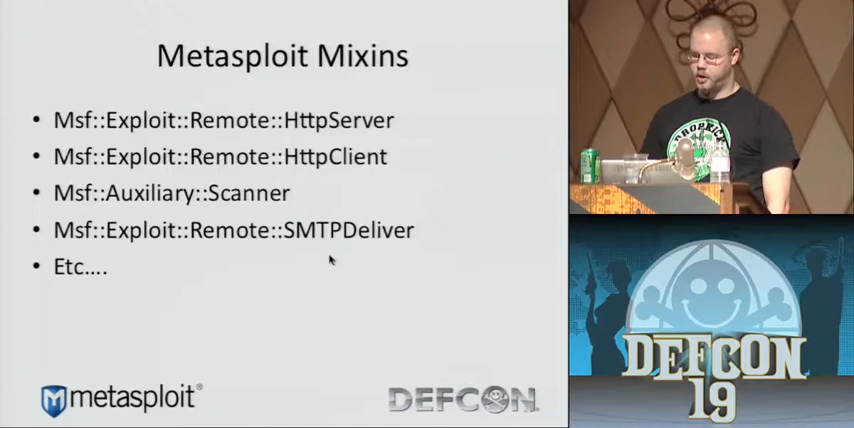 Metasploit Mixins
• Msf::Exploit::Remote::HttpServer
• Msf::Exploit::Remote::HttpClient
• Msf::Auxiliary::Scanner
• Msf::Exploit::Remote::SMTPDeliver
• Etc….
metasploit®
DEFCON
DROPKICK
DEFCON
19